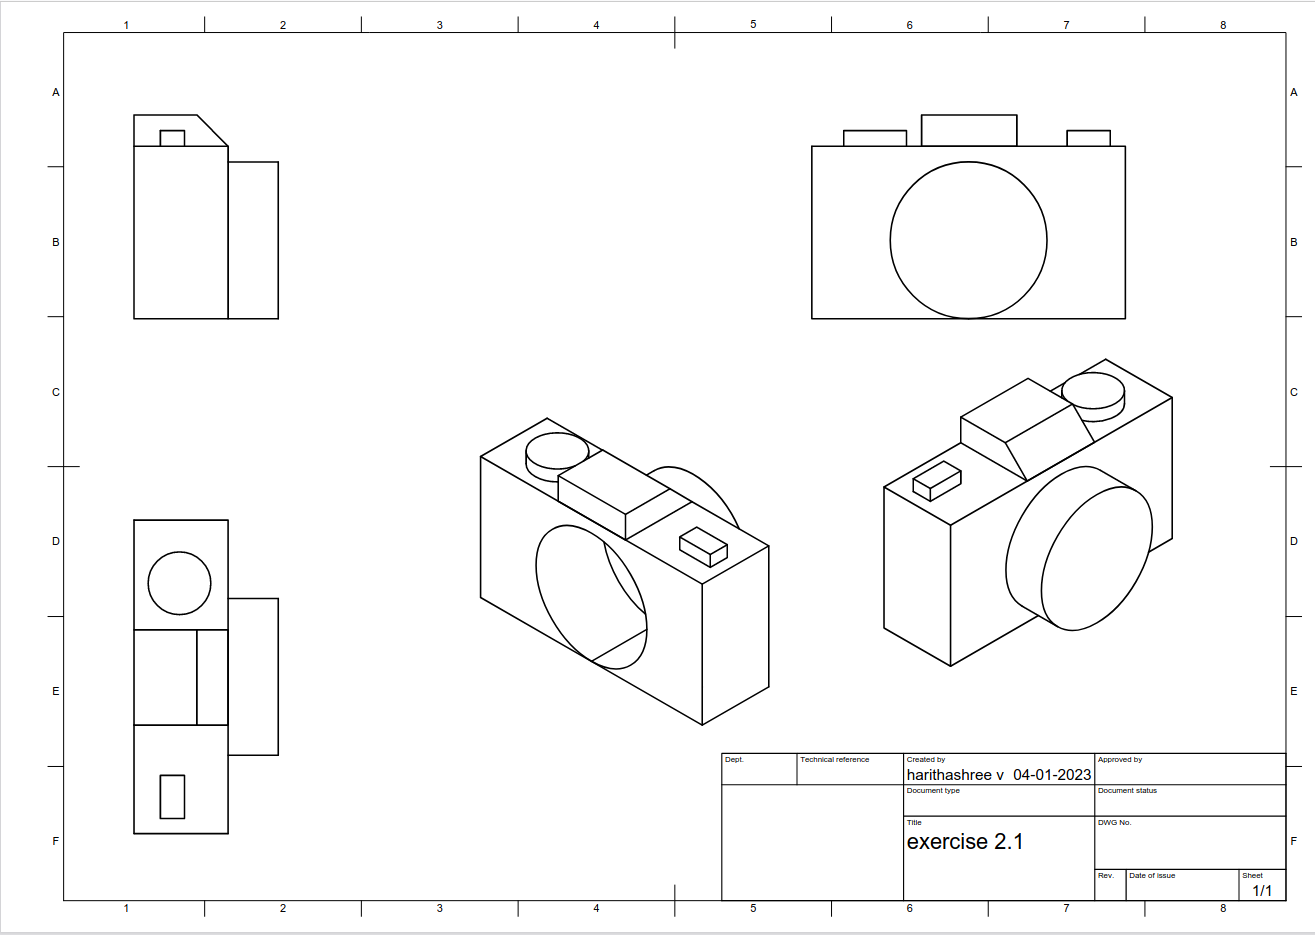 1 2 3 4 5 6 7 8
A A
B B
C C
D D
E E
Dept. Technical reference Created by Approved by
harithashree v 04-01-2023
Document type Document status
Title DWG No.
exercise 2.1
F F
Rev. Date of issue Sheet
1/1
1 2 3 4 5 6 7 8